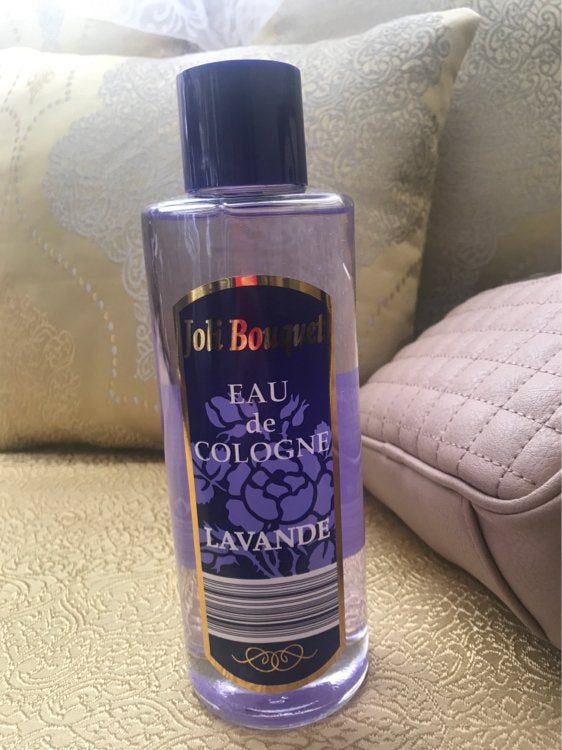 Joli Bouquet
EAU
de
COLOGNE
LAVANDE